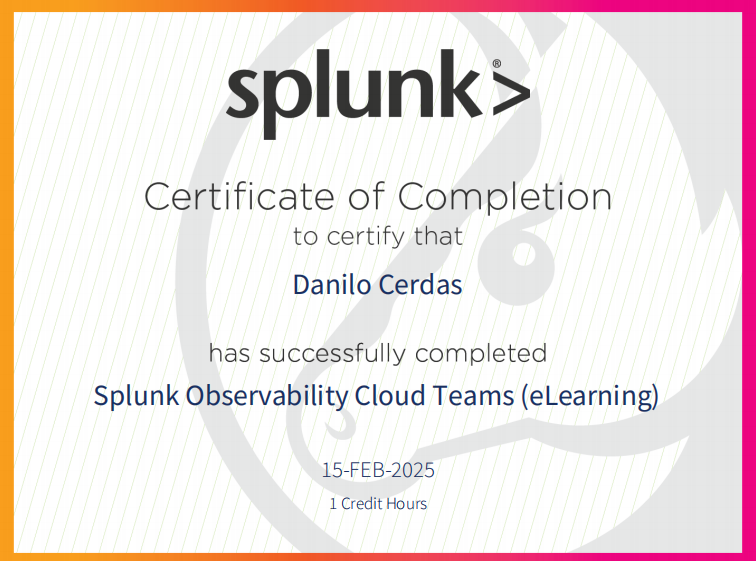 splunk>®
Certificate of Completion
to certify that
Danilo Cerdas
has successfully completed
Splunk Observability Cloud Teams (eLearning)
15-FEB-2025
1 Credit Hours